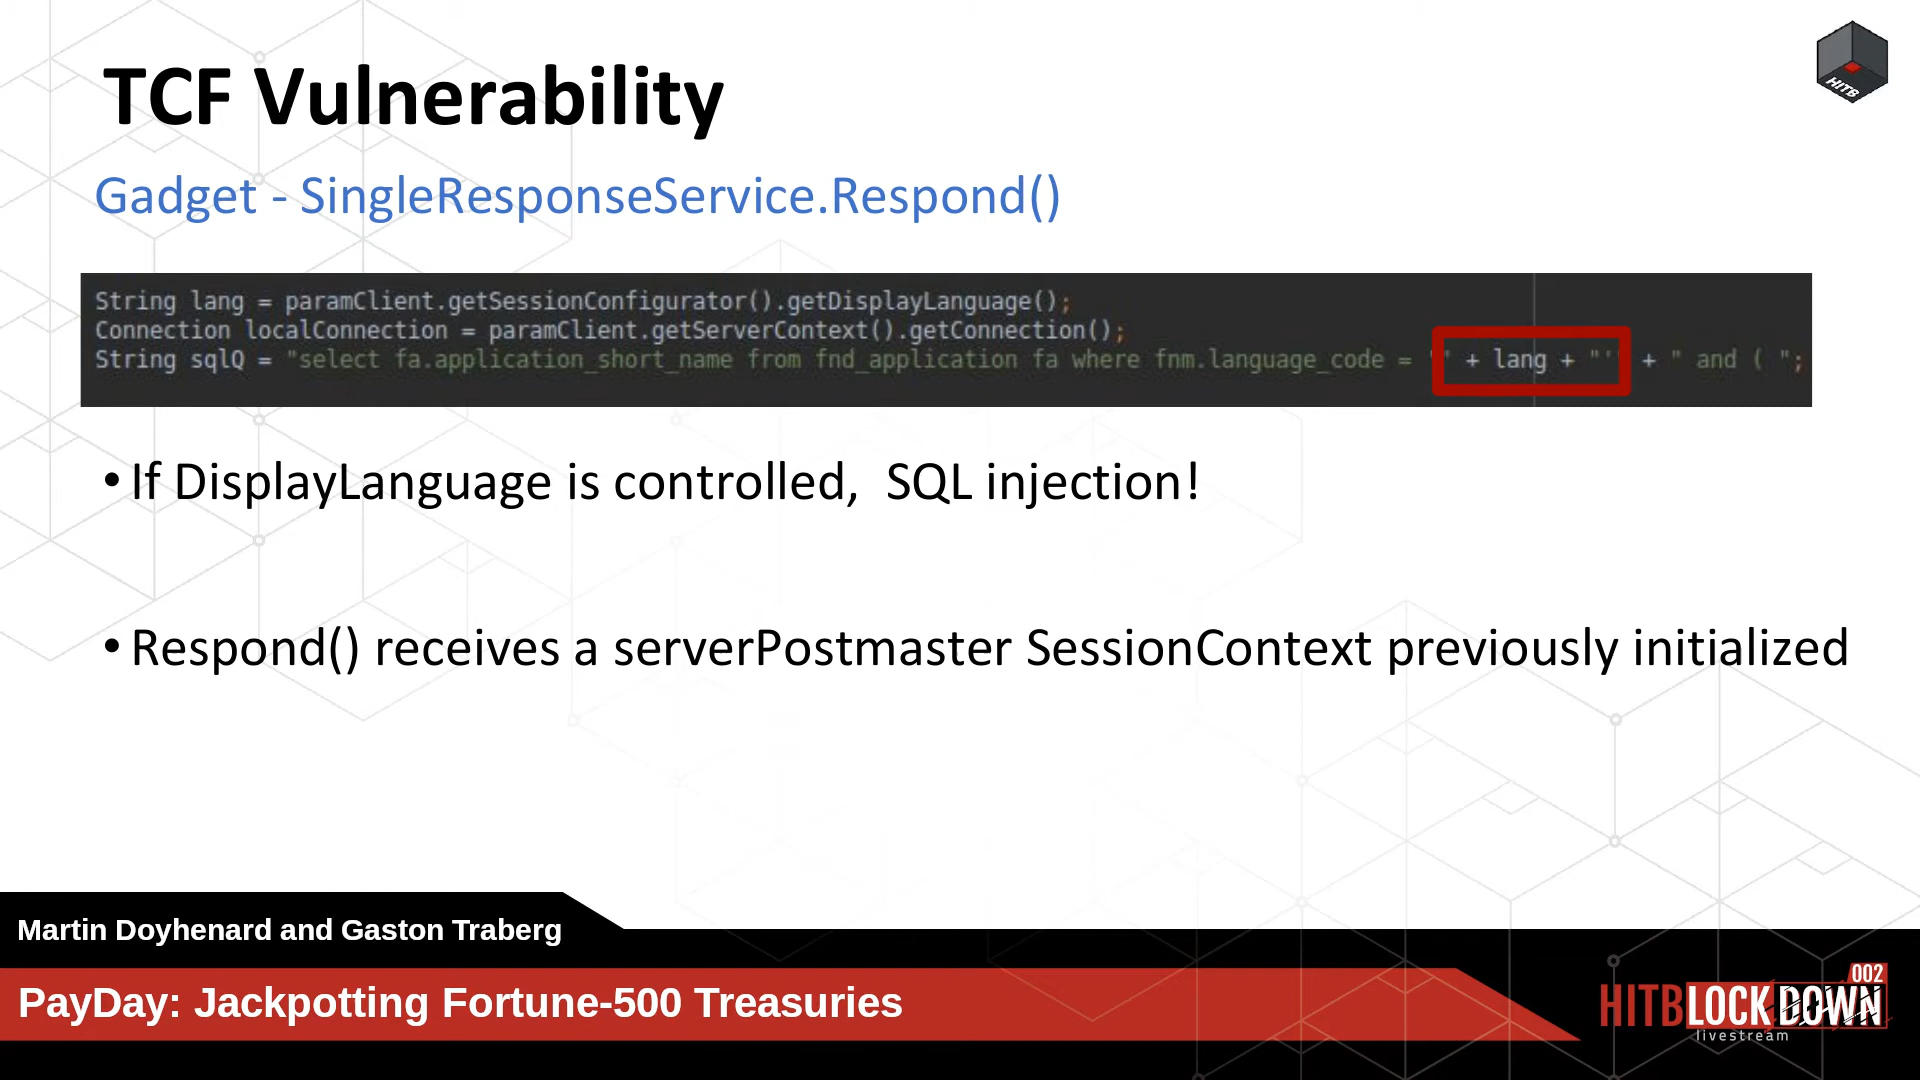 TCF Vulnerability
HITB
Gadget - SingleResponseService.Respond()
String lang = paramClient.getSessionConfigurator().getDisplayLanguage();
Connection localConnection = paramClient.getServerContext().getConnection();
String sqlQ = "select fa.application_short_name from fnd_application fa where fnm.language_code = '" + lang + "'" + " and ( ";
• If DisplayLanguage is controlled,  SQL injection!
• Respond() receives a serverPostmaster SessionContext previously initialized
Martin Doyhenard and Gaston Traberg
PayDay: Jackpotting Fortune-500 Treasuries
002
HITBLOCKDOWN
livestream